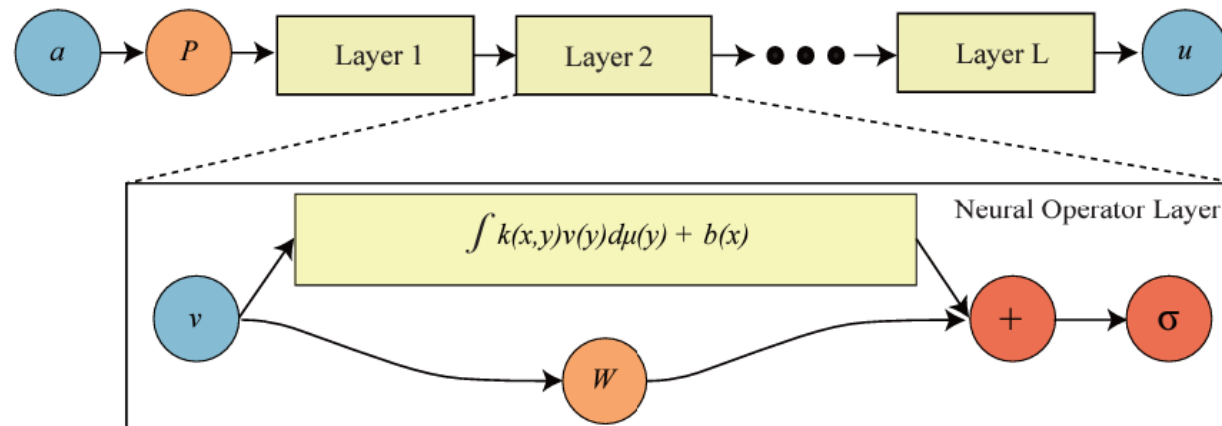 a P Layer 1 Layer 2 Layer L u
Neural Operator Layer
∫ k(x,y)v(y)dμ(y) + b(x)
v + σ
W